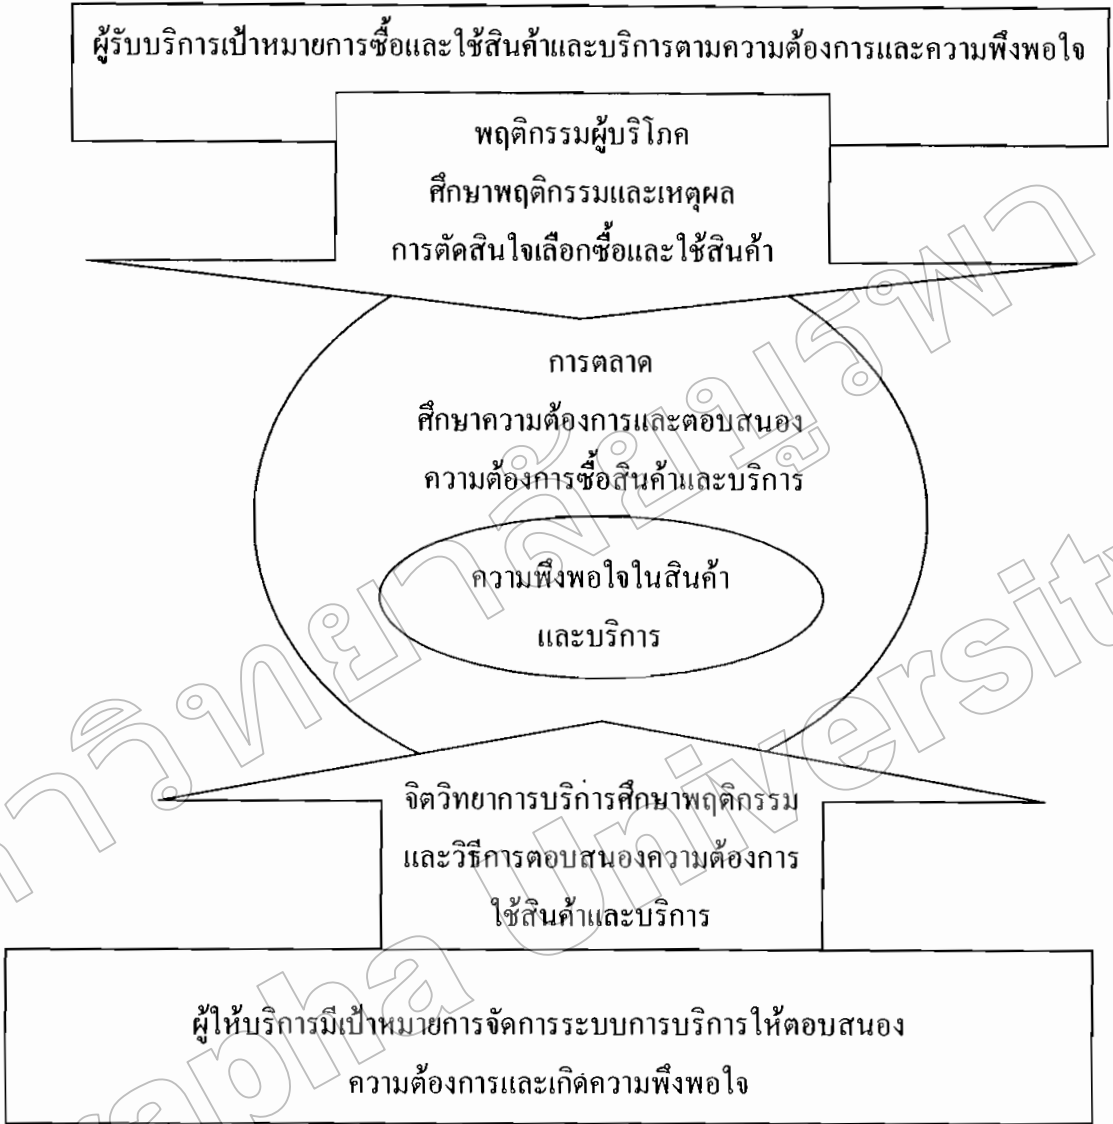 ผู้รับบริการเป้าหมายการซื้อและใช้สินค้าและบริการตามความต้องการและความพึงพอใจ
พฤติกรรมผู้บริโภค
ศึกษาพฤติกรรมและเหตุผล
การตัดสินใจเลือกซื้อและใช้สินค้า
การตลาด
ศึกษาความต้องการและตอบสนอง
ความต้องการซื้อสินค้าและบริการ
ความพึงพอใจในสินค้า
และบริการ
จิตวิทยาการบริการศึกษาพฤติกรรม
และวิธีการตอบสนองความต้องการ
ใช้สินค้าและบริการ
ผู้ให้บริการมีเป้าหมายการจัดการระบบการบริการให้ตอบสนอง
ความต้องการและเกิดความพึงพอใจ
าวิทยาลัยบูรพา
rapha University